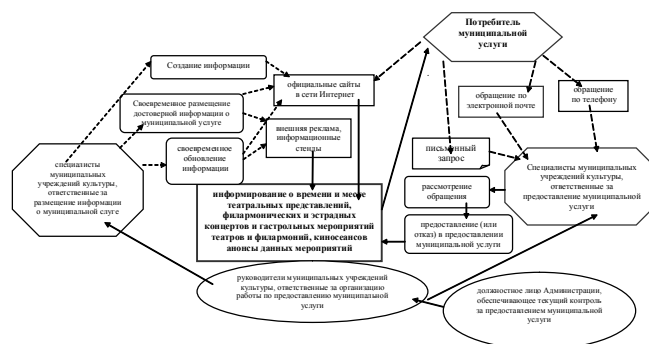 Потребитель
муниципальной
услуги
Создание информации
официальные сайты
в сети Интернет
обращение по
электронной почте
обращение
по телефону
Своевременное размещение
достоверной информации о
муниципальной услуге
внешняя реклама,
информационные
стенды
своевременное
обновление
информации
письменный
запрос
специалисты
муниципальных
учреждений культуры,
ответственные за
размещение информации
о муниципальной слуге
Специалисты муниципальных
учреждений культуры,
ответственные за
предоставление муниципальной
услуги
рассмотрение
обращения
информирование о времени и месте
театральных представлений,
филармонических и эстрадных
концертов и гастрольных мероприятий
театров и филармоний, киносеансов
анонсы данных мероприятий
предоставление (или
отказ) в предоставлении
муниципальной услуги
руководители муниципальных учреждений
культуры, ответственные за организацию
работы по предоставлению муниципальной
услуги
должностное лицо Администрации,
обеспечивающее текущий контроль
за предоставлением муниципальной
услуги